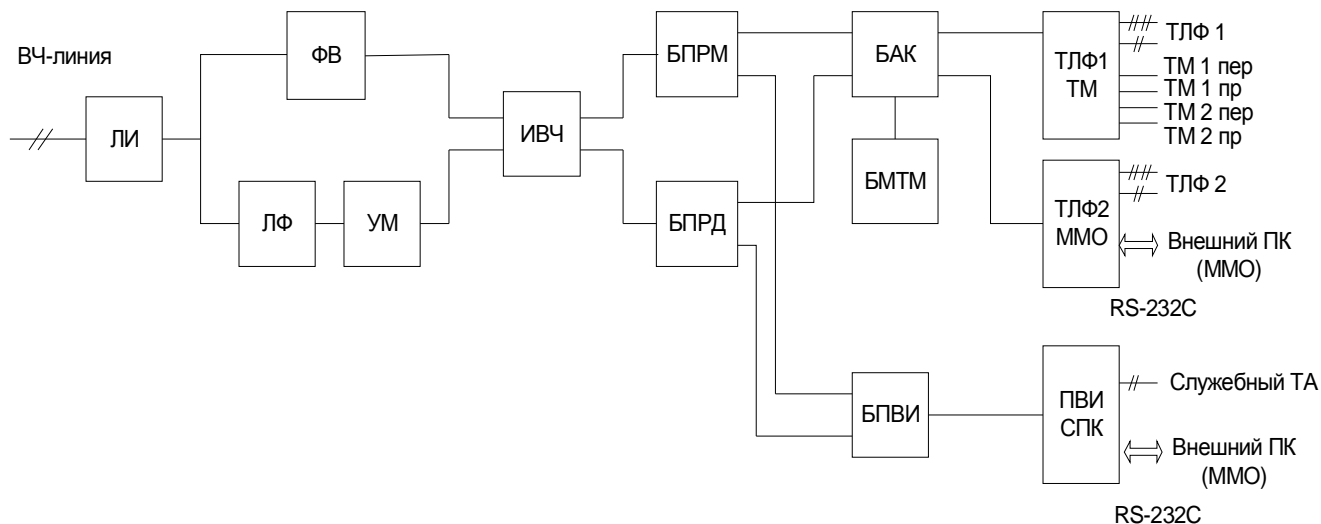 ВЧ-линия
ЛИ
ФВ
ЛФ
УМ
ИВЧ
БПРМ
БПРД
БАК
БМТМ
БПВИ
ТЛФ1
ТМ
ТЛФ 1
ТМ 1 пер
ТМ 1 пр
ТМ 2 пер
ТМ 2 пр
ТЛФ2
ММО
ТЛФ 2
Внешний ПК
(ММО)
RS-232C
ПВИ
СПК
Служебный ТА
Внешний ПК
(ММО)
RS-232C